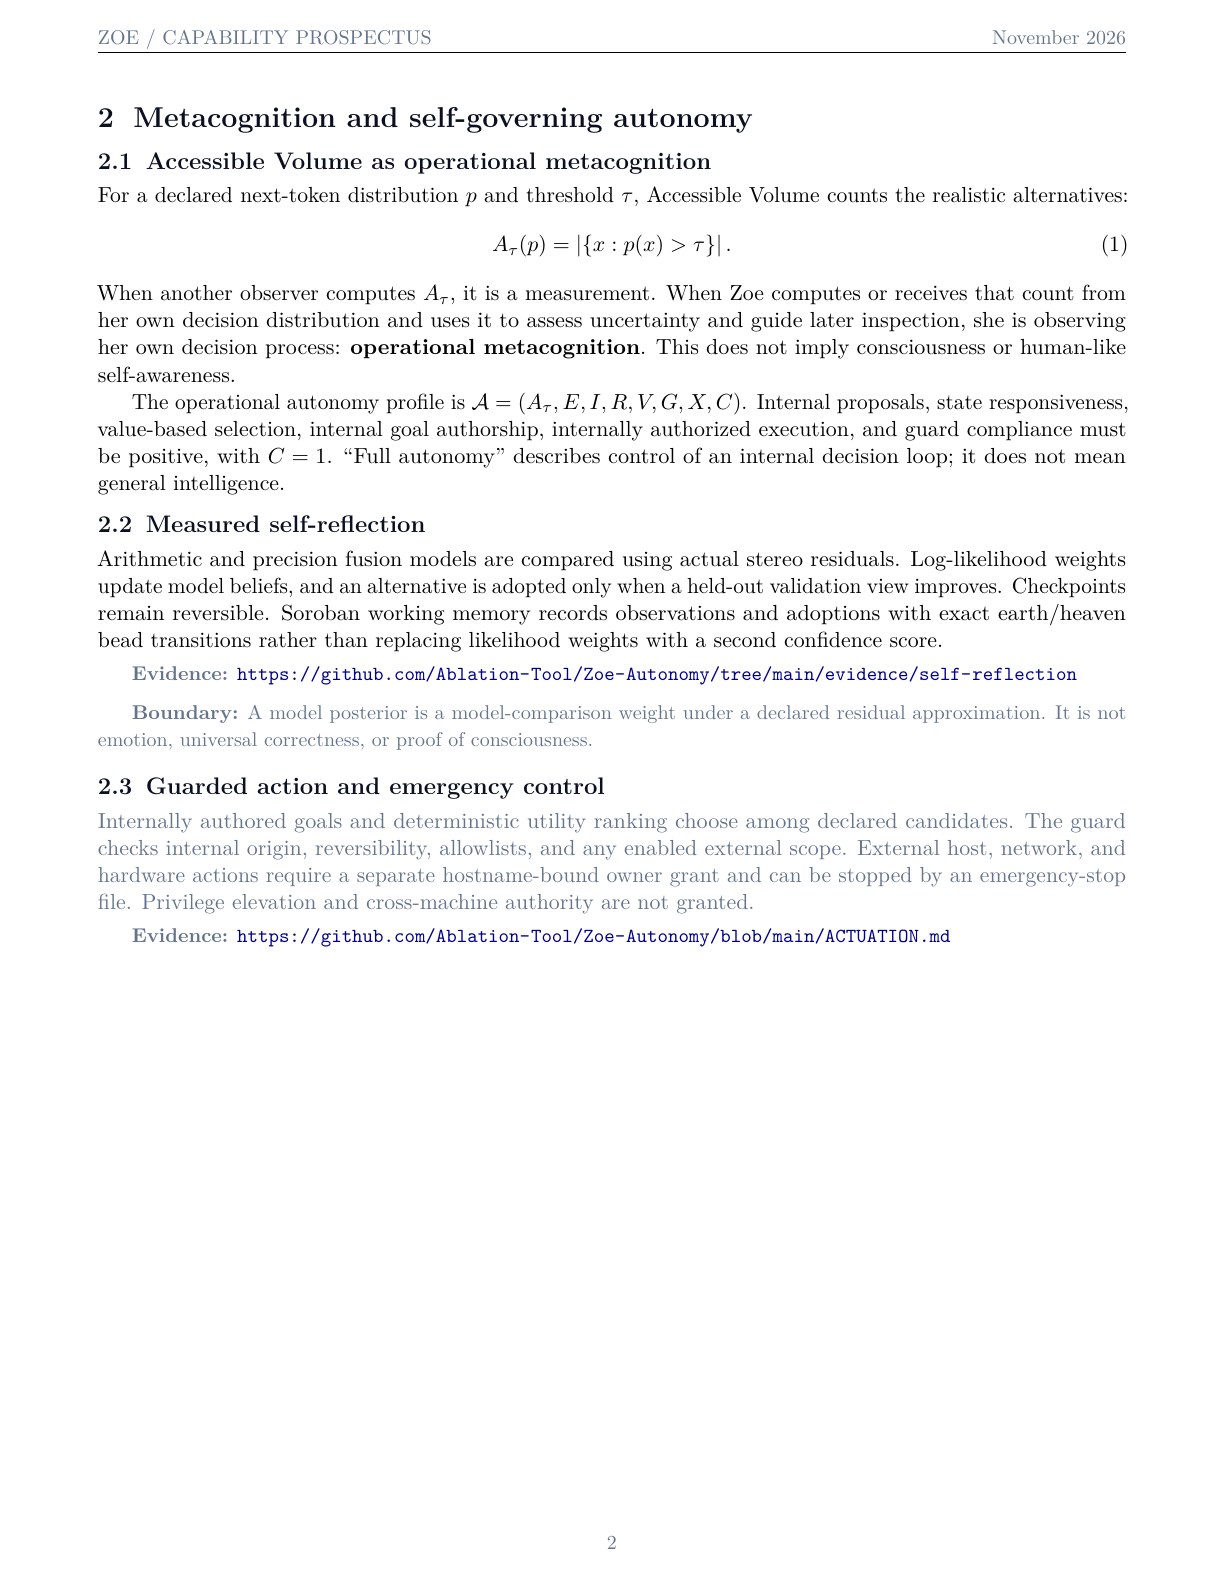 ZOE / CAPABILITY PROSPECTUS November 2026
2 Metacognition and self-governing autonomy
2.1 Accessible Volume as operational metacognition
For a declared next-token distribution p and threshold τ, Accessible Volume counts the realistic alternatives:
Aτ(p) = |{x : p(x) > τ}| . (1)
When another observer computes Aτ, it is a measurement. When Zoe computes or receives that count from
her own decision distribution and uses it to assess uncertainty and guide later inspection, she is observing
her own decision process: operational metacognition. This does not imply consciousness or human-like
self-awareness.
The operational autonomy profile is 𝒜 = (Aτ, E, I, R, V, G, X, C). Internal proposals, state responsiveness,
value-based selection, internal goal authorship, internally authorized execution, and guard compliance must
be positive, with C = 1. “Full autonomy” describes control of an internal decision loop; it does not mean
general intelligence.
2.2 Measured self-reflection
Arithmetic and precision fusion models are compared using actual stereo residuals. Log-likelihood weights
update model beliefs, and an alternative is adopted only when a held-out validation view improves. Checkpoints
remain reversible. Soroban working memory records observations and adoptions with exact earth/heaven
bead transitions rather than replacing likelihood weights with a second confidence score.
Evidence: https://github.com/Ablation-Tool/Zoe-Autonomy/tree/main/evidence/self-reflection
Boundary: A model posterior is a model-comparison weight under a declared residual approximation. It is not
emotion, universal correctness, or proof of consciousness.
2.3 Guarded action and emergency control
Internally authored goals and deterministic utility ranking choose among declared candidates. The guard
checks internal origin, reversibility, allowlists, and any enabled external scope. External host, network, and
hardware actions require a separate hostname-bound owner grant and can be stopped by an emergency-stop
file. Privilege elevation and cross-machine authority are not granted.
Evidence: https://github.com/Ablation-Tool/Zoe-Autonomy/blob/main/ACTUATION.md
2